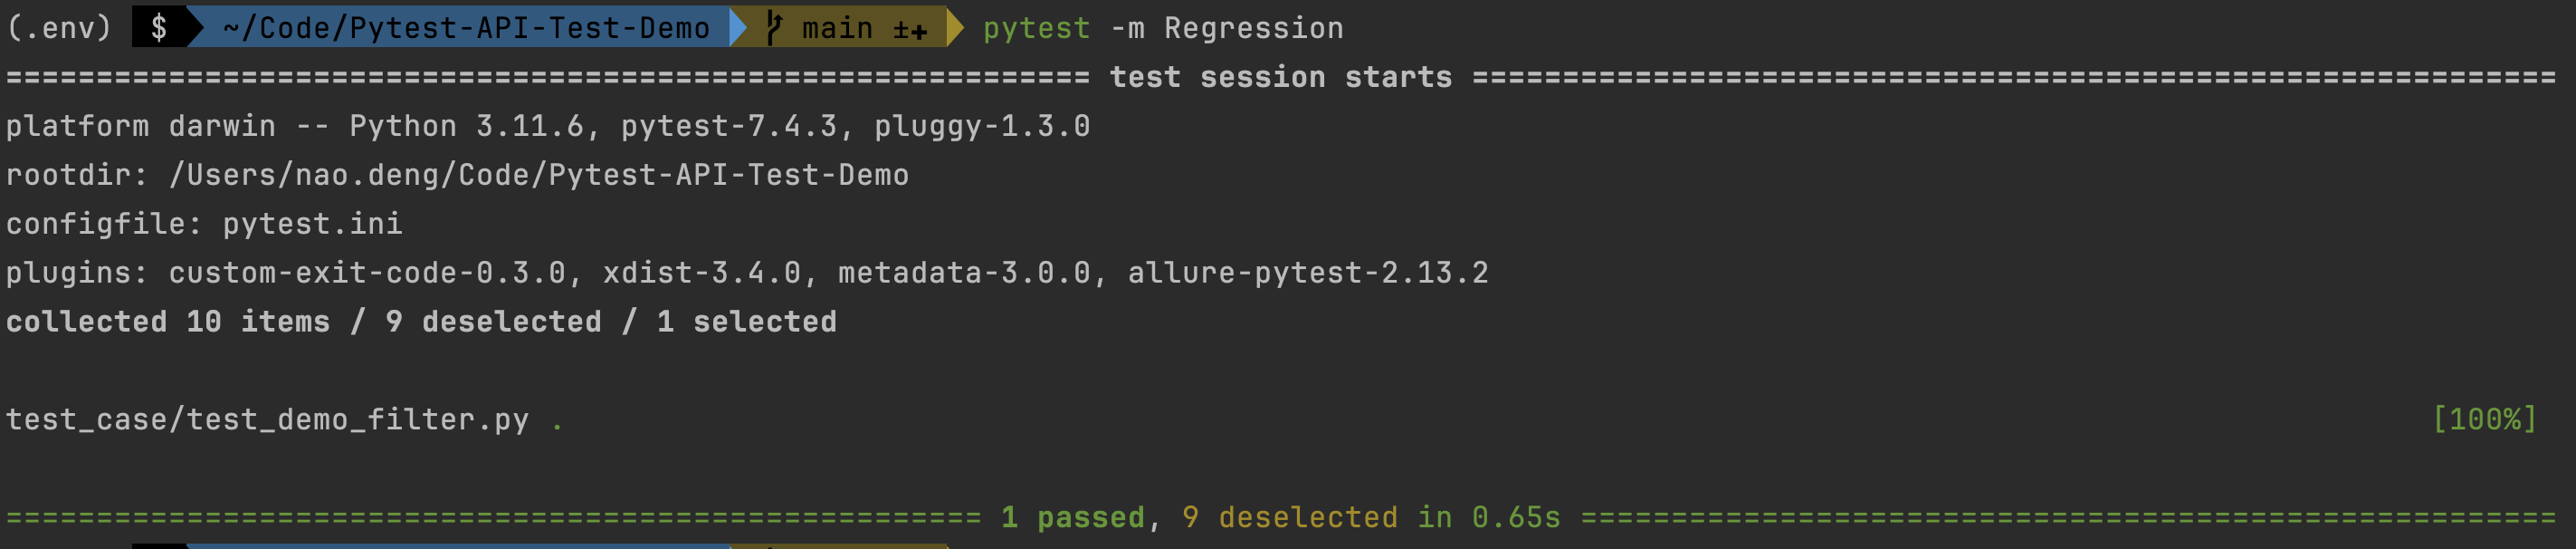 (.env) $ ~/Code/Pytest-API-Test-Demo main ±✚ pytest -m Regression
============================================================ test session starts ============================================================
platform darwin -- Python 3.11.6, pytest-7.4.3, pluggy-1.3.0
rootdir: /Users/nao.deng/Code/Pytest-API-Test-Demo
configfile: pytest.ini
plugins: custom-exit-code-0.3.0, xdist-3.4.0, metadata-3.0.0, allure-pytest-2.13.2
collected 10 items / 9 deselected / 1 selected
test_case/test_demo_filter.py . [100%]
====================================================== 1 passed, 9 deselected in 0.65s ======================================================